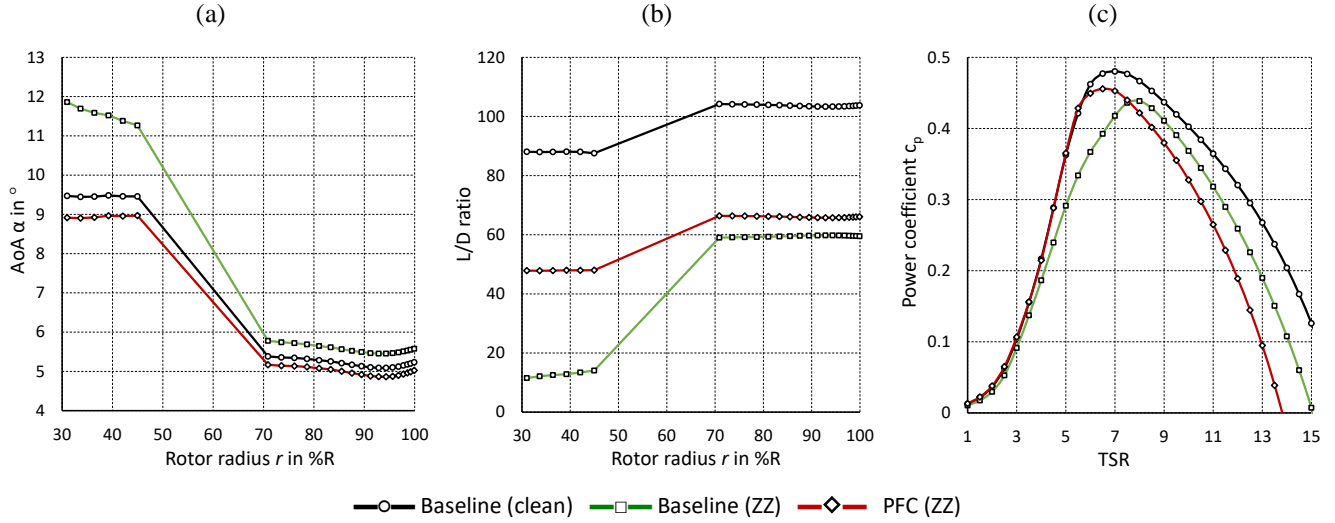 (a)
(b)
(c)
AoA α in °
13
12
11
10
9
8
7
6
5
4
30 40 50 60 70 80 90 100
Rotor radius r in %R
L/D ratio
120
100
80
60
40
20
0
30 40 50 60 70 80 90 100
Rotor radius r in %R
Power coefficient cp
0.5
0.4
0.3
0.2
0.1
0
1 3 5 7 9 11 13 15
TSR
Baseline (clean) Baseline (ZZ) PFC (ZZ)